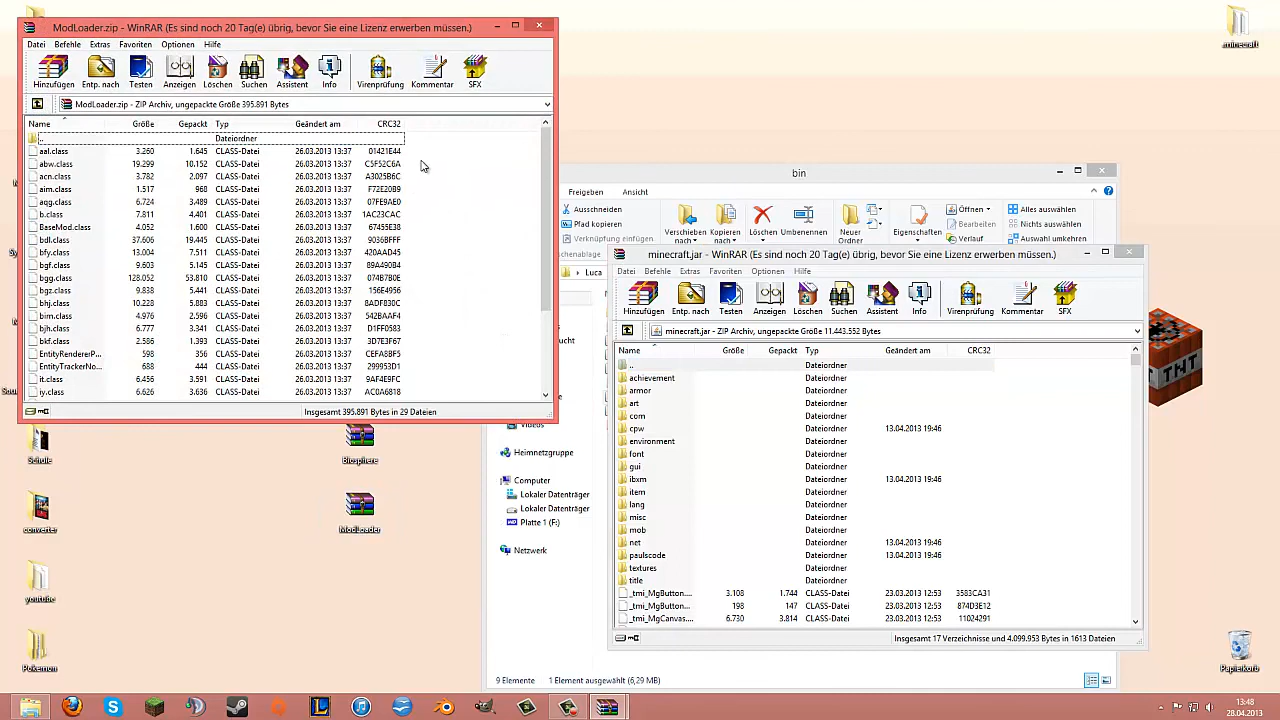 ModLoader.zip - WinRAR (Es sind noch 20 Tag(e) übrig, bevor Sie eine Lizenz erwerben müssen.)
Datei Befehle Extras Favoriten Optionen Hilfe
Hinzufügen Entp. nach Testen Anzeigen Löschen Suchen Assistent Info Virenprüfung Kommentar SFX
ModLoader.zip - ZIP Archiv, ungepackte Größe 395.891 Bytes
Name Größe Gepackt Typ Geändert am CRC32
.. Dateiordner
aal.class 3.260 1.645 CLASS-Datei 26.03.2013 13:37 01421E44
abw.class 19.299 10.152 CLASS-Datei 26.03.2013 13:37 C5F52C6A
acn.class 3.782 2.097 CLASS-Datei 26.03.2013 13:37 A3025B6C
aim.class 1.517 968 CLASS-Datei 26.03.2013 13:37 F72E20B9
aqg.class 6.724 3.489 CLASS-Datei 26.03.2013 13:37 07FE9AE0
b.class 7.811 4.401 CLASS-Datei 26.03.2013 13:37 1AC23CAC
BaseMod.class 4.052 1.600 CLASS-Datei 26.03.2013 13:37 67455E38
bdl.class 37.606 19.445 CLASS-Datei 26.03.2013 13:37 9036BFFF
bfy.class 13.004 7.511 CLASS-Datei 26.03.2013 13:37 420AAD45
bgf.class 9.603 5.145 CLASS-Datei 26.03.2013 13:37 89A490B4
bgg.class 128.052 53.810 CLASS-Datei 26.03.2013 13:37 074B780E
bgz.class 9.838 5.441 CLASS-Datei 26.03.2013 13:37 156E4956
bhj.class 10.228 5.883 CLASS-Datei 26.03.2013 13:37 8ADF830C
bim.class 4.976 2.596 CLASS-Datei 26.03.2013 13:37 542BAAF4
bjh.class 6.777 3.341 CLASS-Datei 26.03.2013 13:37 D1FF0583
bkf.class 2.586 1.393 CLASS-Datei 26.03.2013 13:37 3D7E3F67
EntityRendererP... 598 356 CLASS-Datei 26.03.2013 13:37 CEFA8BF5
EntityTrackerNo... 688 444 CLASS-Datei 26.03.2013 13:37 299953D1
it.class 6.456 3.591 CLASS-Datei 26.03.2013 13:37 9AF4E9FC
iy.class 6.626 3.636 CLASS-Datei 26.03.2013 13:37 AC0A6818
Insgesamt 395.891 Bytes in 29 Dateien
bin
Freigeben Ansicht
Ausschneiden
Pfad kopieren
Verknüpfung einfügen
Verschieben nach
Kopieren nach
Löschen
Umbenennen
Neuer Ordner
Eigenschaften
Öffnen
Bearbeiten
Verlauf
Alles auswählen
Nichts auswählen
Auswahl umkehren
Luca
minecraft.jar - WinRAR (Es sind noch 20 Tag(e) übrig, bevor Sie eine Lizenz erwerben müssen.)
Datei Befehle Extras Favoriten Optionen Hilfe
Hinzufügen Entp. nach Testen Anzeigen Löschen Suchen Assistent Info Virenprüfung Kommentar SFX
minecraft.jar - ZIP Archiv, ungepackte Größe 11.443.552 Bytes
Name Größe Gepackt Typ Geändert am CRC32
.. Dateiordner
achievement Dateiordner
armor Dateiordner
art Dateiordner
com Dateiordner
cpw Dateiordner 13.04.2013 19:46
environment Dateiordner
font Dateiordner
gui Dateiordner
ibxm Dateiordner 13.04.2013 19:46
item Dateiordner
lang Dateiordner
misc Dateiordner
mob Dateiordner
net Dateiordner 13.04.2013 19:46
paulscode Dateiordner 13.04.2013 19:46
textures Dateiordner
title Dateiordner
_tmi_MgButton.... 3.108 1.744 CLASS-Datei 23.03.2013 12:53 3583CA31
_tmi_MgButton... 198 147 CLASS-Datei 23.03.2013 12:53 874D3E12
_tmi_MgCanvas.... 6.730 3.814 CLASS-Datei 23.03.2013 12:53 11024291
Insgesamt 17 Verzeichnisse und 4.099.953 Bytes in 1613 Dateien
Videos
Heimnetzgruppe
Computer
Lokaler Datenträger
Lokaler Datenträger
Platte 1 (F:)
Netzwerk
9 Elemente 1 Element ausgewählt (6,29 MB)
.minecraft
Schule
converter
youtube
Pokemon
Biosphere
ModLoader
TNT
Papierkorb
13:48
28.04.2013